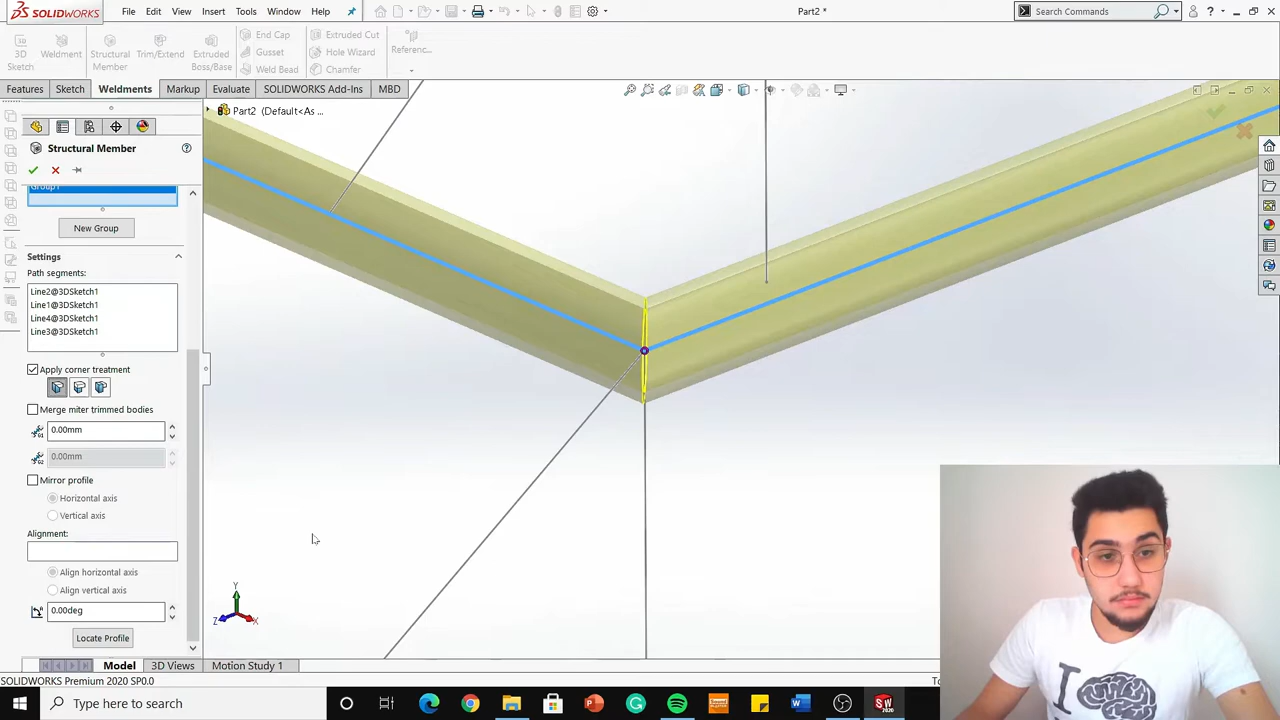 SOLIDWORKS
File Edit View Insert Tools Window Help
Part2 *
Search Commands
3D Sketch
Weldment
Structural Member
Trim/Extend
Extruded Boss/Base
End Cap
Gusset
Weld Bead
Extruded Cut
Hole Wizard
Chamfer
Referenc...
Features Sketch Weldments Markup Evaluate SOLIDWORKS Add-Ins MBD
Part2 (Default<As ...
Structural Member
Group1
New Group
Settings
Path segments:
Line2@3DSketch1
Line1@3DSketch1
Line4@3DSketch1
Line3@3DSketch1
Apply corner treatment
Merge miter trimmed bodies
0.00mm
0.00mm
Mirror profile
Horizontal axis
Vertical axis
Alignment:
Align horizontal axis
Align vertical axis
0.00deg
Locate Profile
Y
Z X
Model 3D Views Motion Study 1
SOLIDWORKS Premium 2020 SP0.0
Type here to search
SW
2020
I